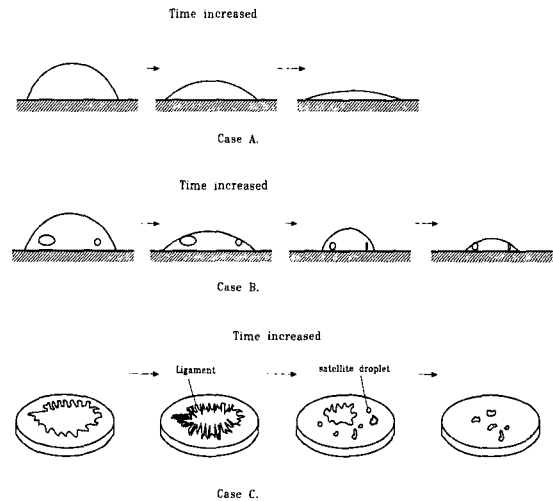 Time increased
Case A.
Time increased
Case B.
Time increased
Ligament
satellite droplet
Case C.